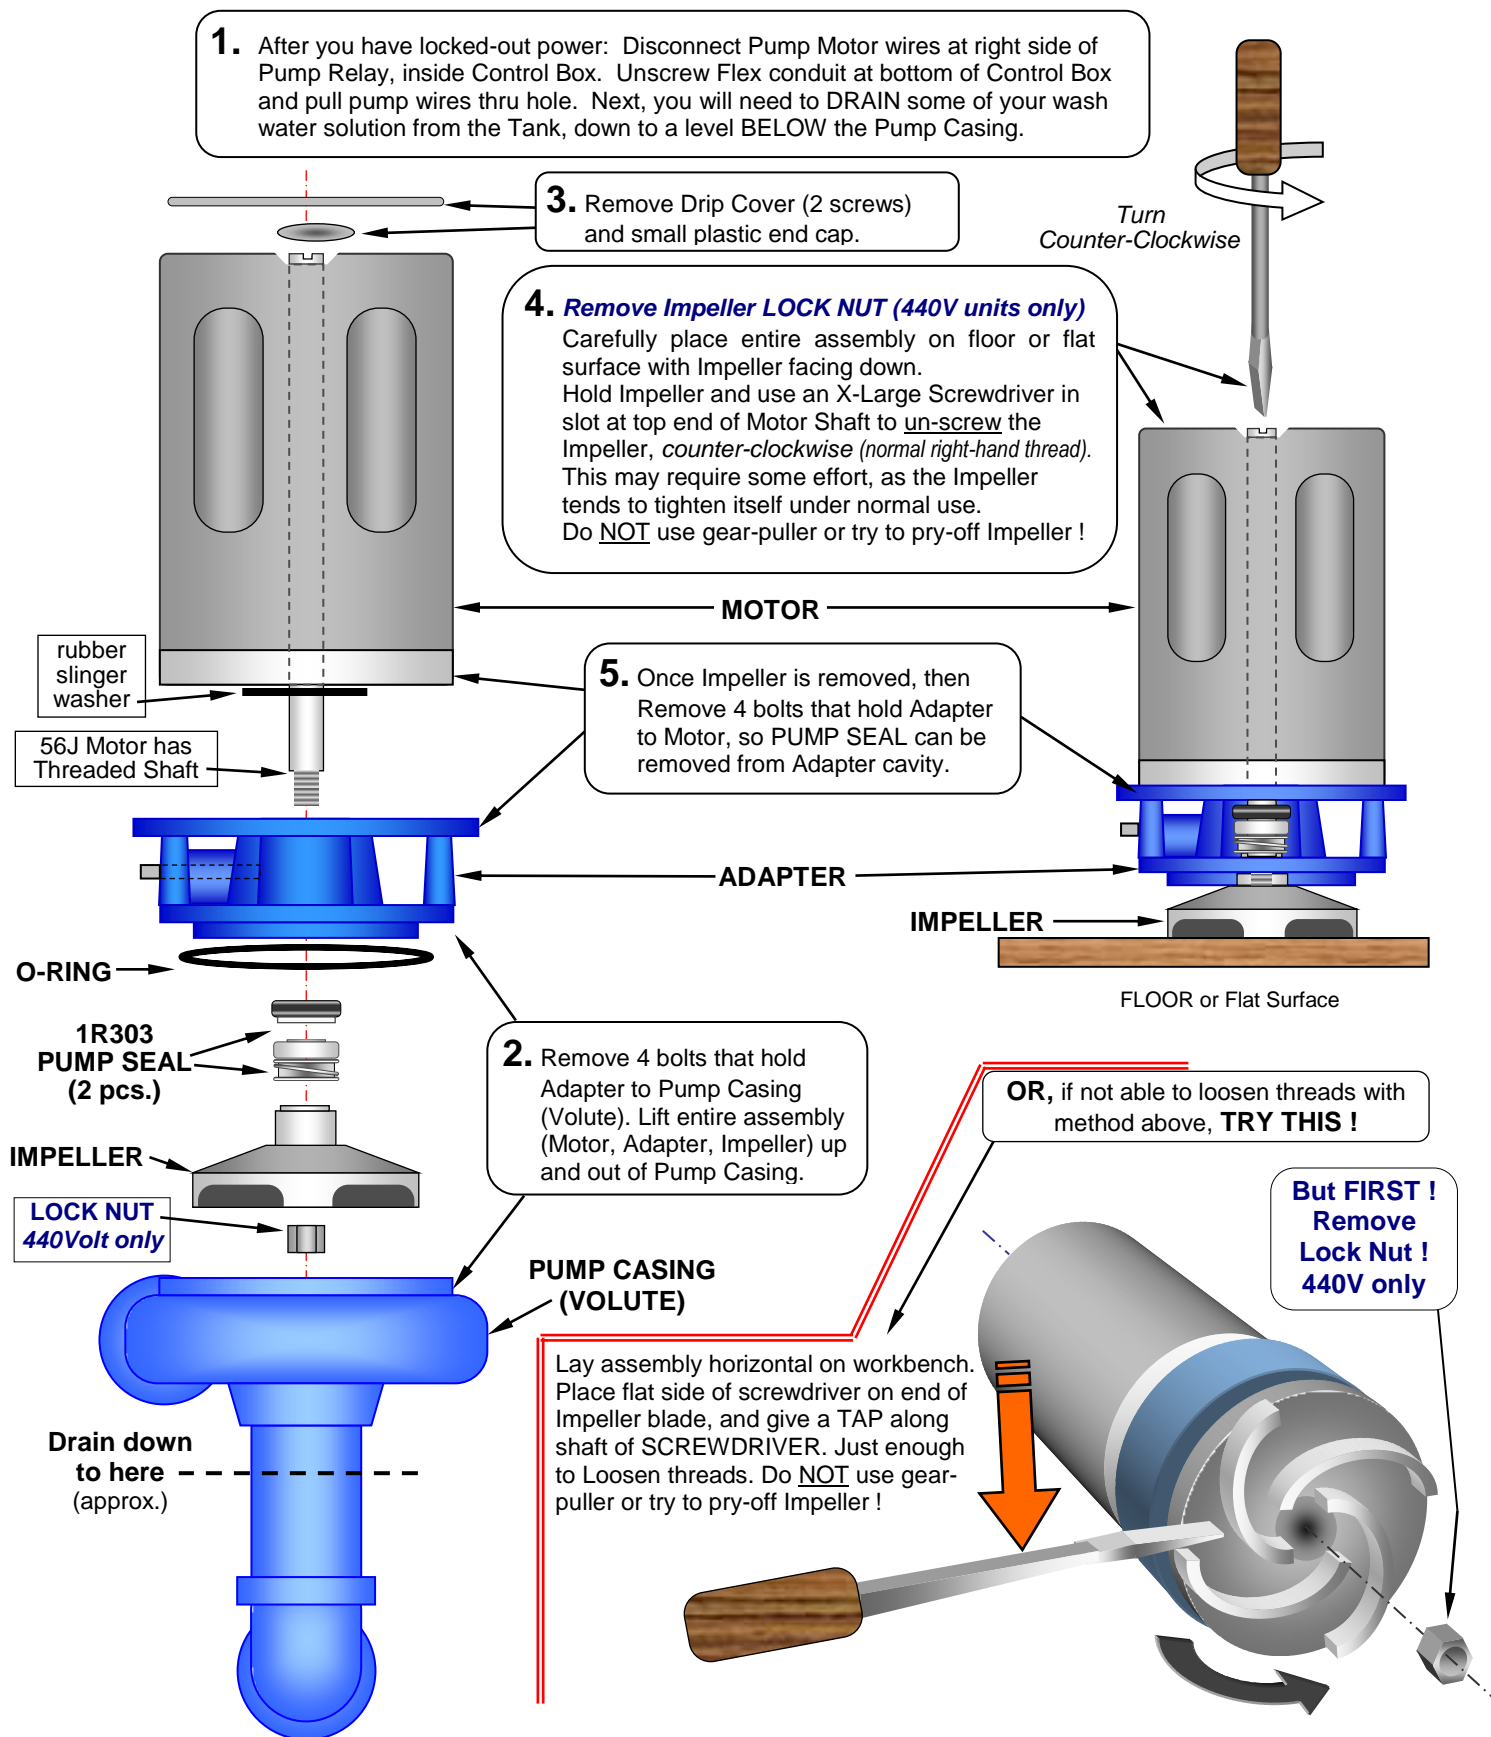 1. After you have locked-out power: Disconnect Pump Motor wires at right side of
Pump Relay, inside Control Box. Unscrew Flex conduit at bottom of Control Box
and pull pump wires thru hole. Next, you will need to DRAIN some of your wash
water solution from the Tank, down to a level BELOW the Pump Casing.
3. Remove Drip Cover (2 screws)
and small plastic end cap.
Turn
Counter-Clockwise
4. Remove Impeller LOCK NUT (440V units only)
Carefully place entire assembly on floor or flat
surface with Impeller facing down.
Hold Impeller and use an X-Large Screwdriver in
slot at top end of Motor Shaft to un-screw the
Impeller, counter-clockwise (normal right-hand thread).
This may require some effort, as the Impeller
tends to tighten itself under normal use.
Do NOT use gear-puller or try to pry-off Impeller !
MOTOR
rubber
slinger
washer
5. Once Impeller is removed, then
Remove 4 bolts that hold Adapter
to Motor, so PUMP SEAL can be
removed from Adapter cavity.
56J Motor has
Threaded Shaft
ADAPTER
IMPELLER
O-RING
FLOOR or Flat Surface
1R303
PUMP SEAL
(2 pcs.)
2. Remove 4 bolts that hold
Adapter to Pump Casing
(Volute). Lift entire assembly
(Motor, Adapter, Impeller) up
and out of Pump Casing.
OR, if not able to loosen threads with
method above, TRY THIS !
IMPELLER
LOCK NUT
440Volt only
But FIRST !
Remove
Lock Nut !
440V only
PUMP CASING
(VOLUTE)
Lay assembly horizontal on workbench.
Place flat side of screwdriver on end of
Impeller blade, and give a TAP along
shaft of SCREWDRIVER. Just enough
to Loosen threads. Do NOT use gear-
puller or try to pry-off Impeller !
Drain down
to here
(approx.)